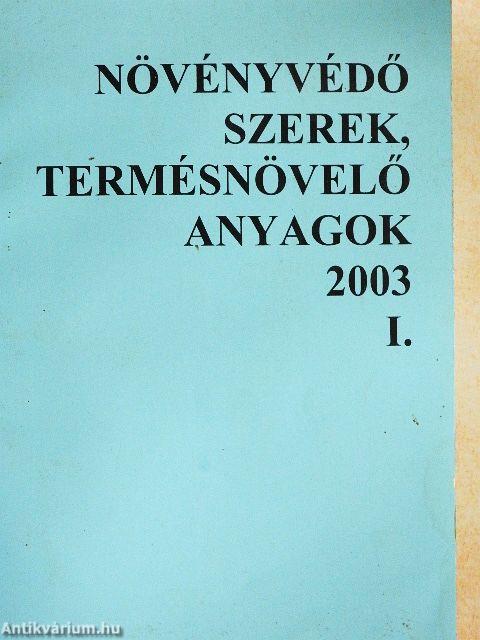 NÖVÉNYVÉDŐ
SZEREK,
TERMÉSNÖVELŐ
ANYAGOK
2003
I.
Antikvárium.hu